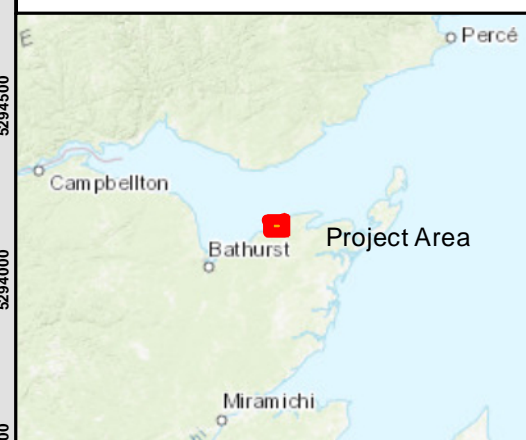 E
Percé
5294500
Campbellton
Project Area
Bathurst
5294000
Miramichi